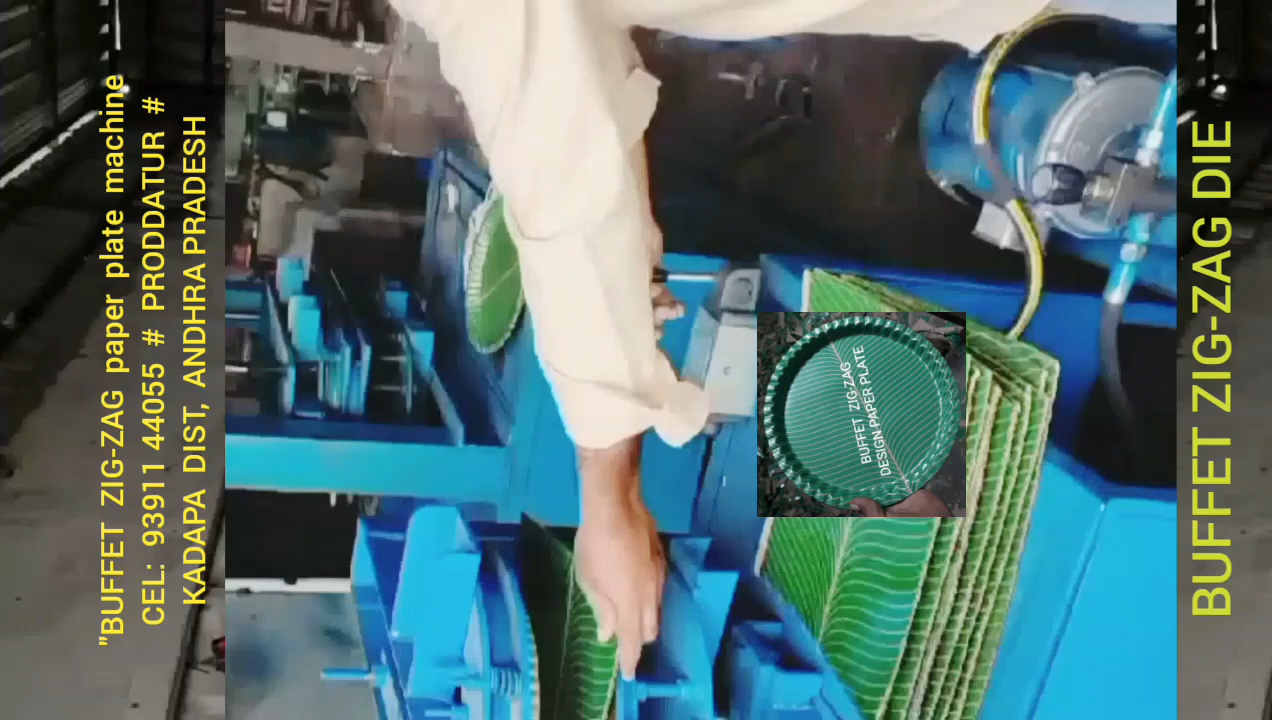 "BUFFET ZIG-ZAG paper plate machine
CEL: 93911 44055 # PRODDATUR #
KADAPA DIST, ANDHRA PRADESH
BUFFET ZIG-ZAG
DESIGN PAPER PLATE
BUFFET ZIG-ZAG DIE